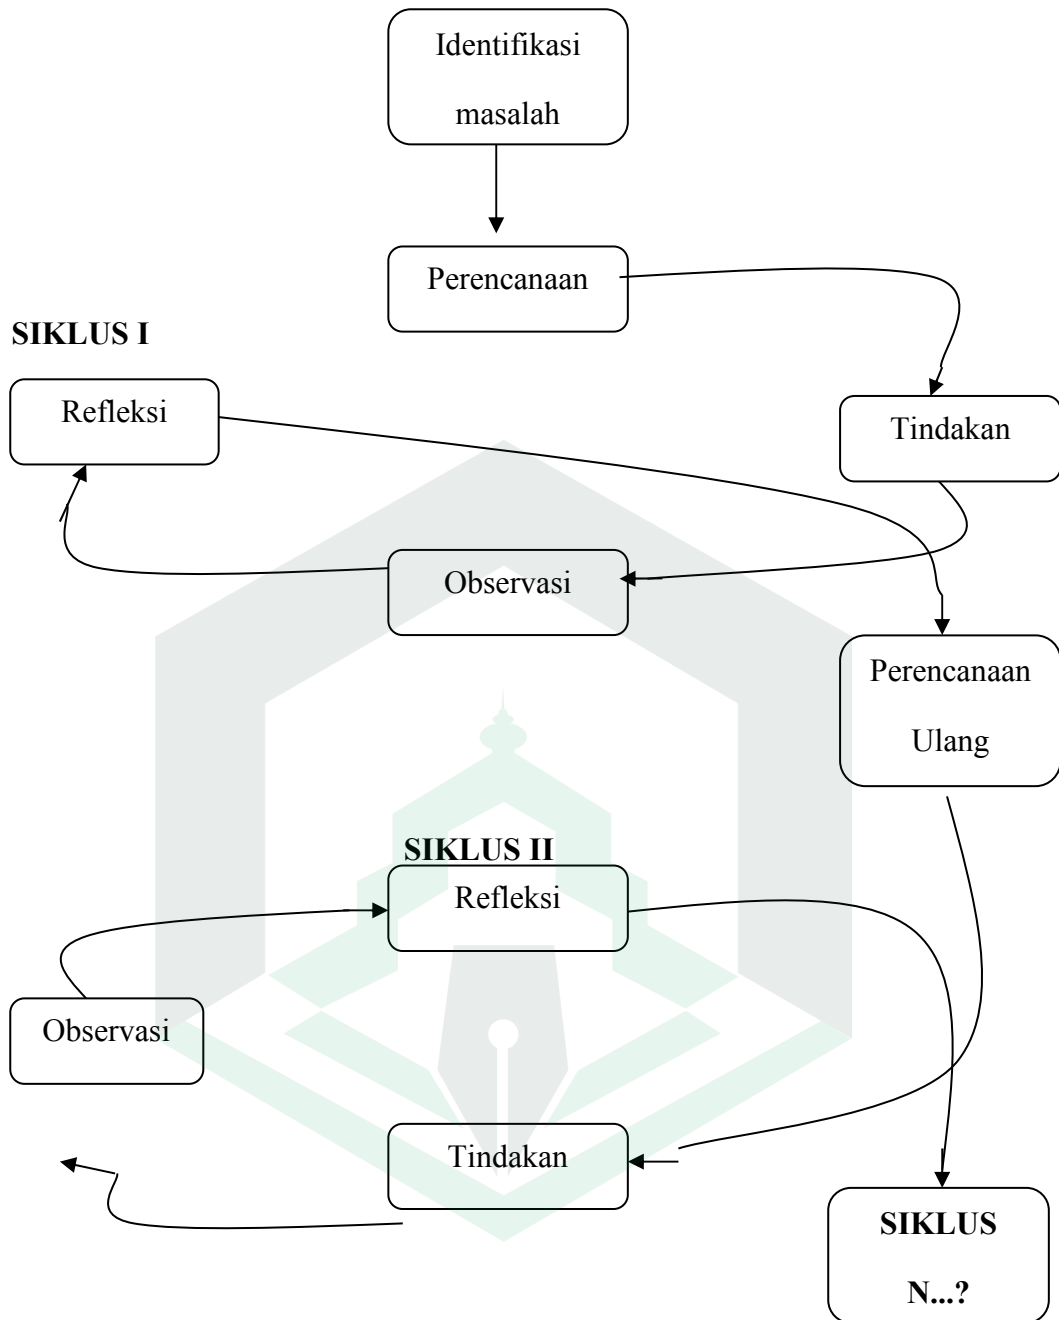 Identifikasi
masalah
Perencanaan
SIKLUS I
Refleksi
Tindakan
Observasi
Perencanaan
Ulang
SIKLUS II
Refleksi
Observasi
Tindakan
SIKLUS
N...?